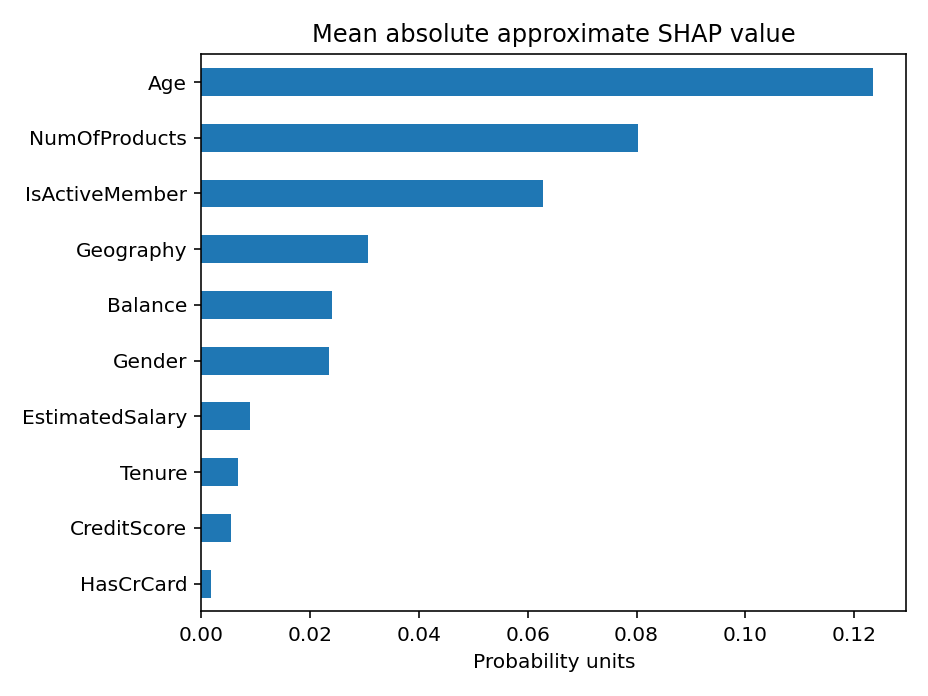 Mean absolute approximate SHAP value
Age
NumOfProducts
IsActiveMember
Geography
Balance
Gender
EstimatedSalary
Tenure
CreditScore
HasCrCard
0.00 0.02 0.04 0.06 0.08 0.10 0.12
Probability units